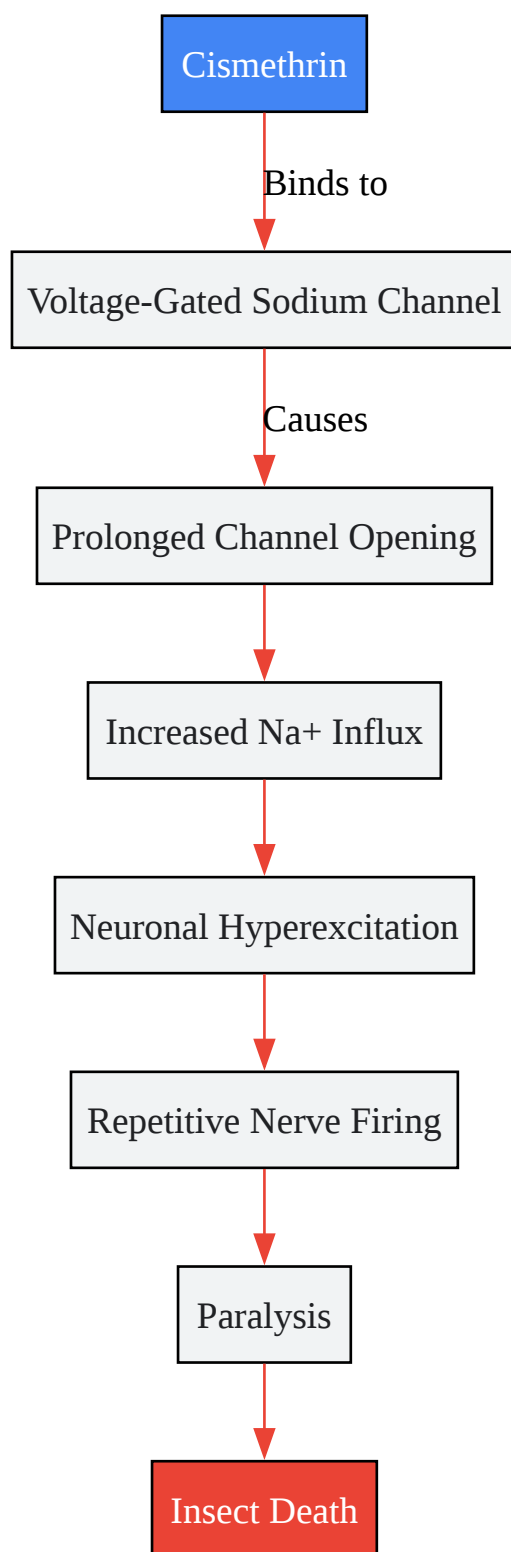 Cismethrin
Binds to
Voltage-Gated Sodium Channel
Causes
Prolonged Channel Opening
Increased Na+ Influx
Neuronal Hyperexcitation
Repetitive Nerve Firing
Paralysis
Insect Death